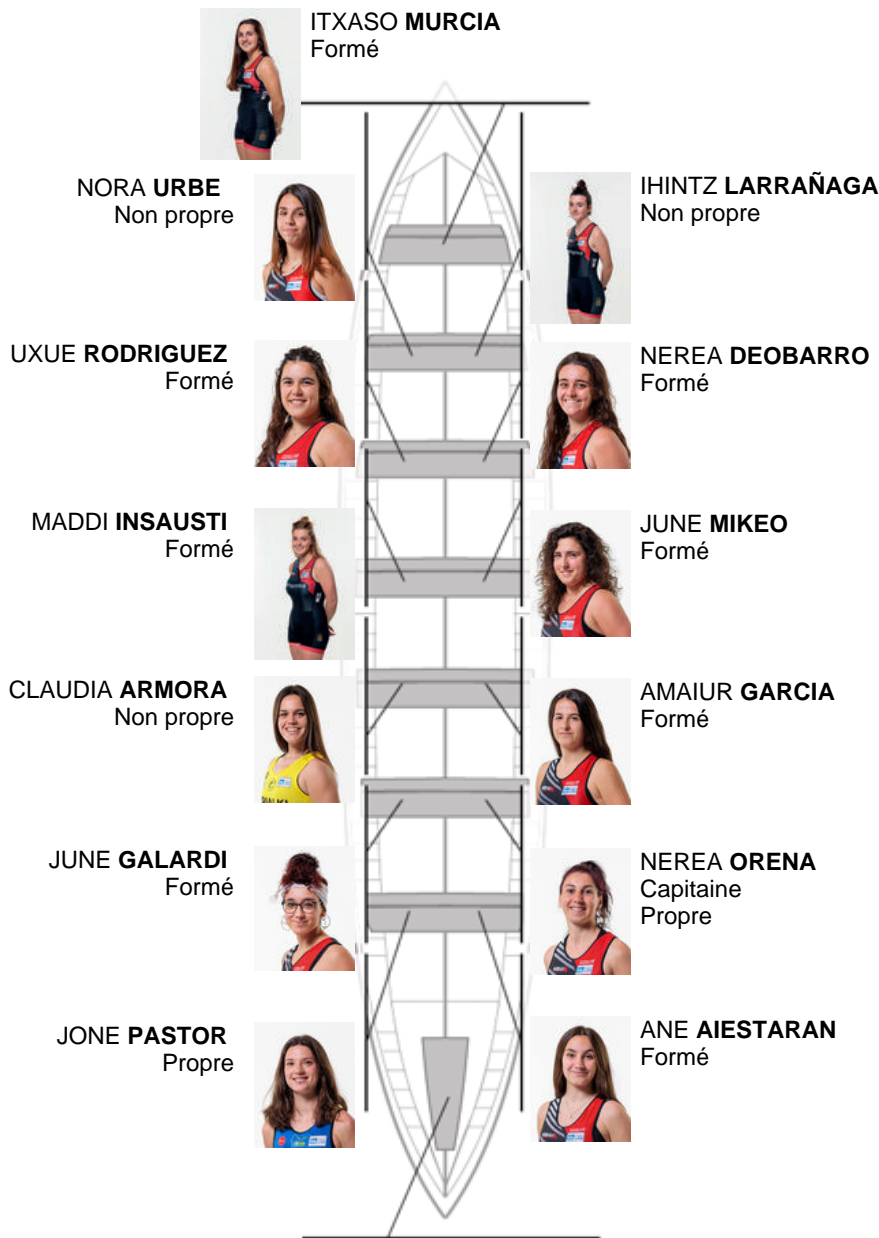 ITXASO MURCIA
Formé
NORA URBE
Non propre
IHINTZ LARRAÑAGA
Non propre
UXUE RODRIGUEZ
Formé
NEREA DEOBARRO
Formé
MADDI INSAUSTI
Formé
JUNE MIKEO
Formé
CLAUDIA ARMORA
Non propre
AMAIUR GARCIA
Formé
JUNE GALARDI
Formé
NEREA ORENA
Capitaine
Propre
JONE PASTOR
Propre
ANE AIESTARAN
Formé